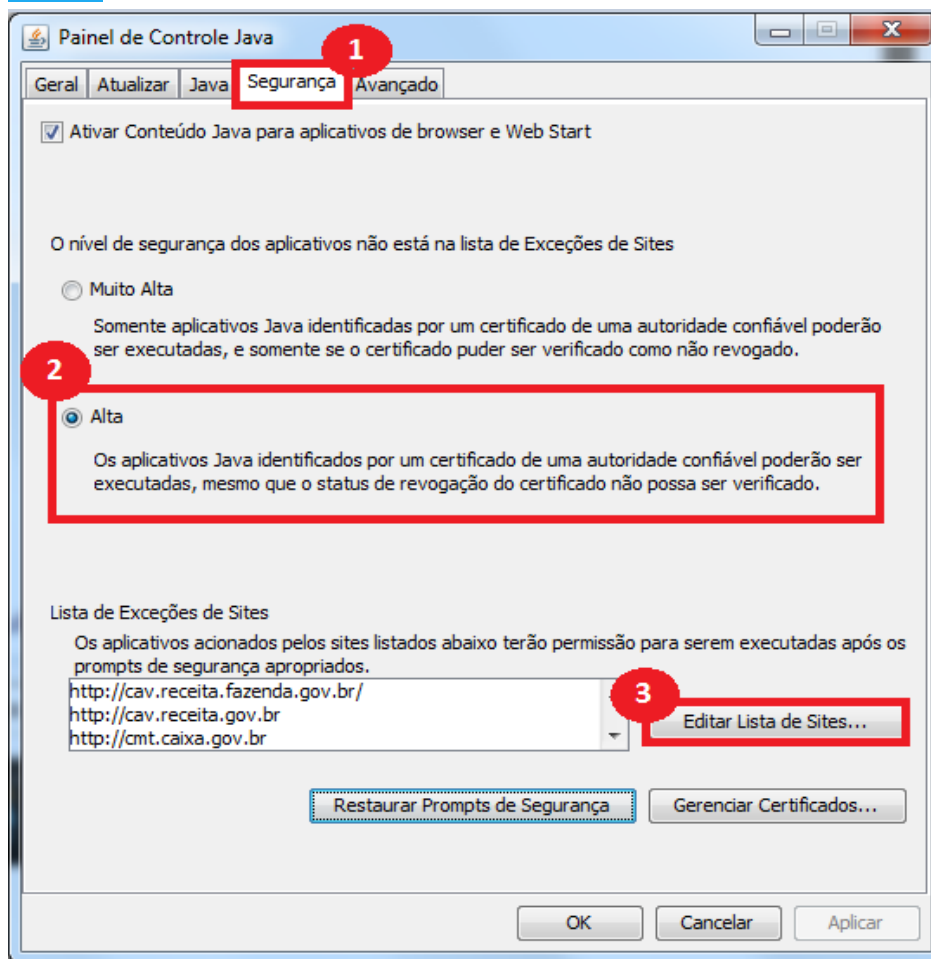 Painel de Controle Java
1
Geral Atualizar Java Segurança Avançado
Ativar Conteúdo Java para aplicativos de browser e Web Start
O nível de segurança dos aplicativos não está na lista de Exceções de Sites
Muito Alta
Somente aplicativos Java identificadas por um certificado de uma autoridade confiável poderão
ser executadas, e somente se o certificado puder ser verificado como não revogado.
2
Alta
Os aplicativos Java identificados por um certificado de uma autoridade confiável poderão ser
executadas, mesmo que o status de revogação do certificado não possa ser verificado.
Lista de Exceções de Sites
Os aplicativos acionados pelos sites listados abaixo terão permissão para serem executadas após os
prompts de segurança apropriados.
http://cav.receita.fazenda.gov.br/
http://cav.receita.gov.br
http://cmt.caixa.gov.br
3
Editar Lista de Sites...
Restaurar Prompts de Segurança Gerenciar Certificados...
OK Cancelar Aplicar